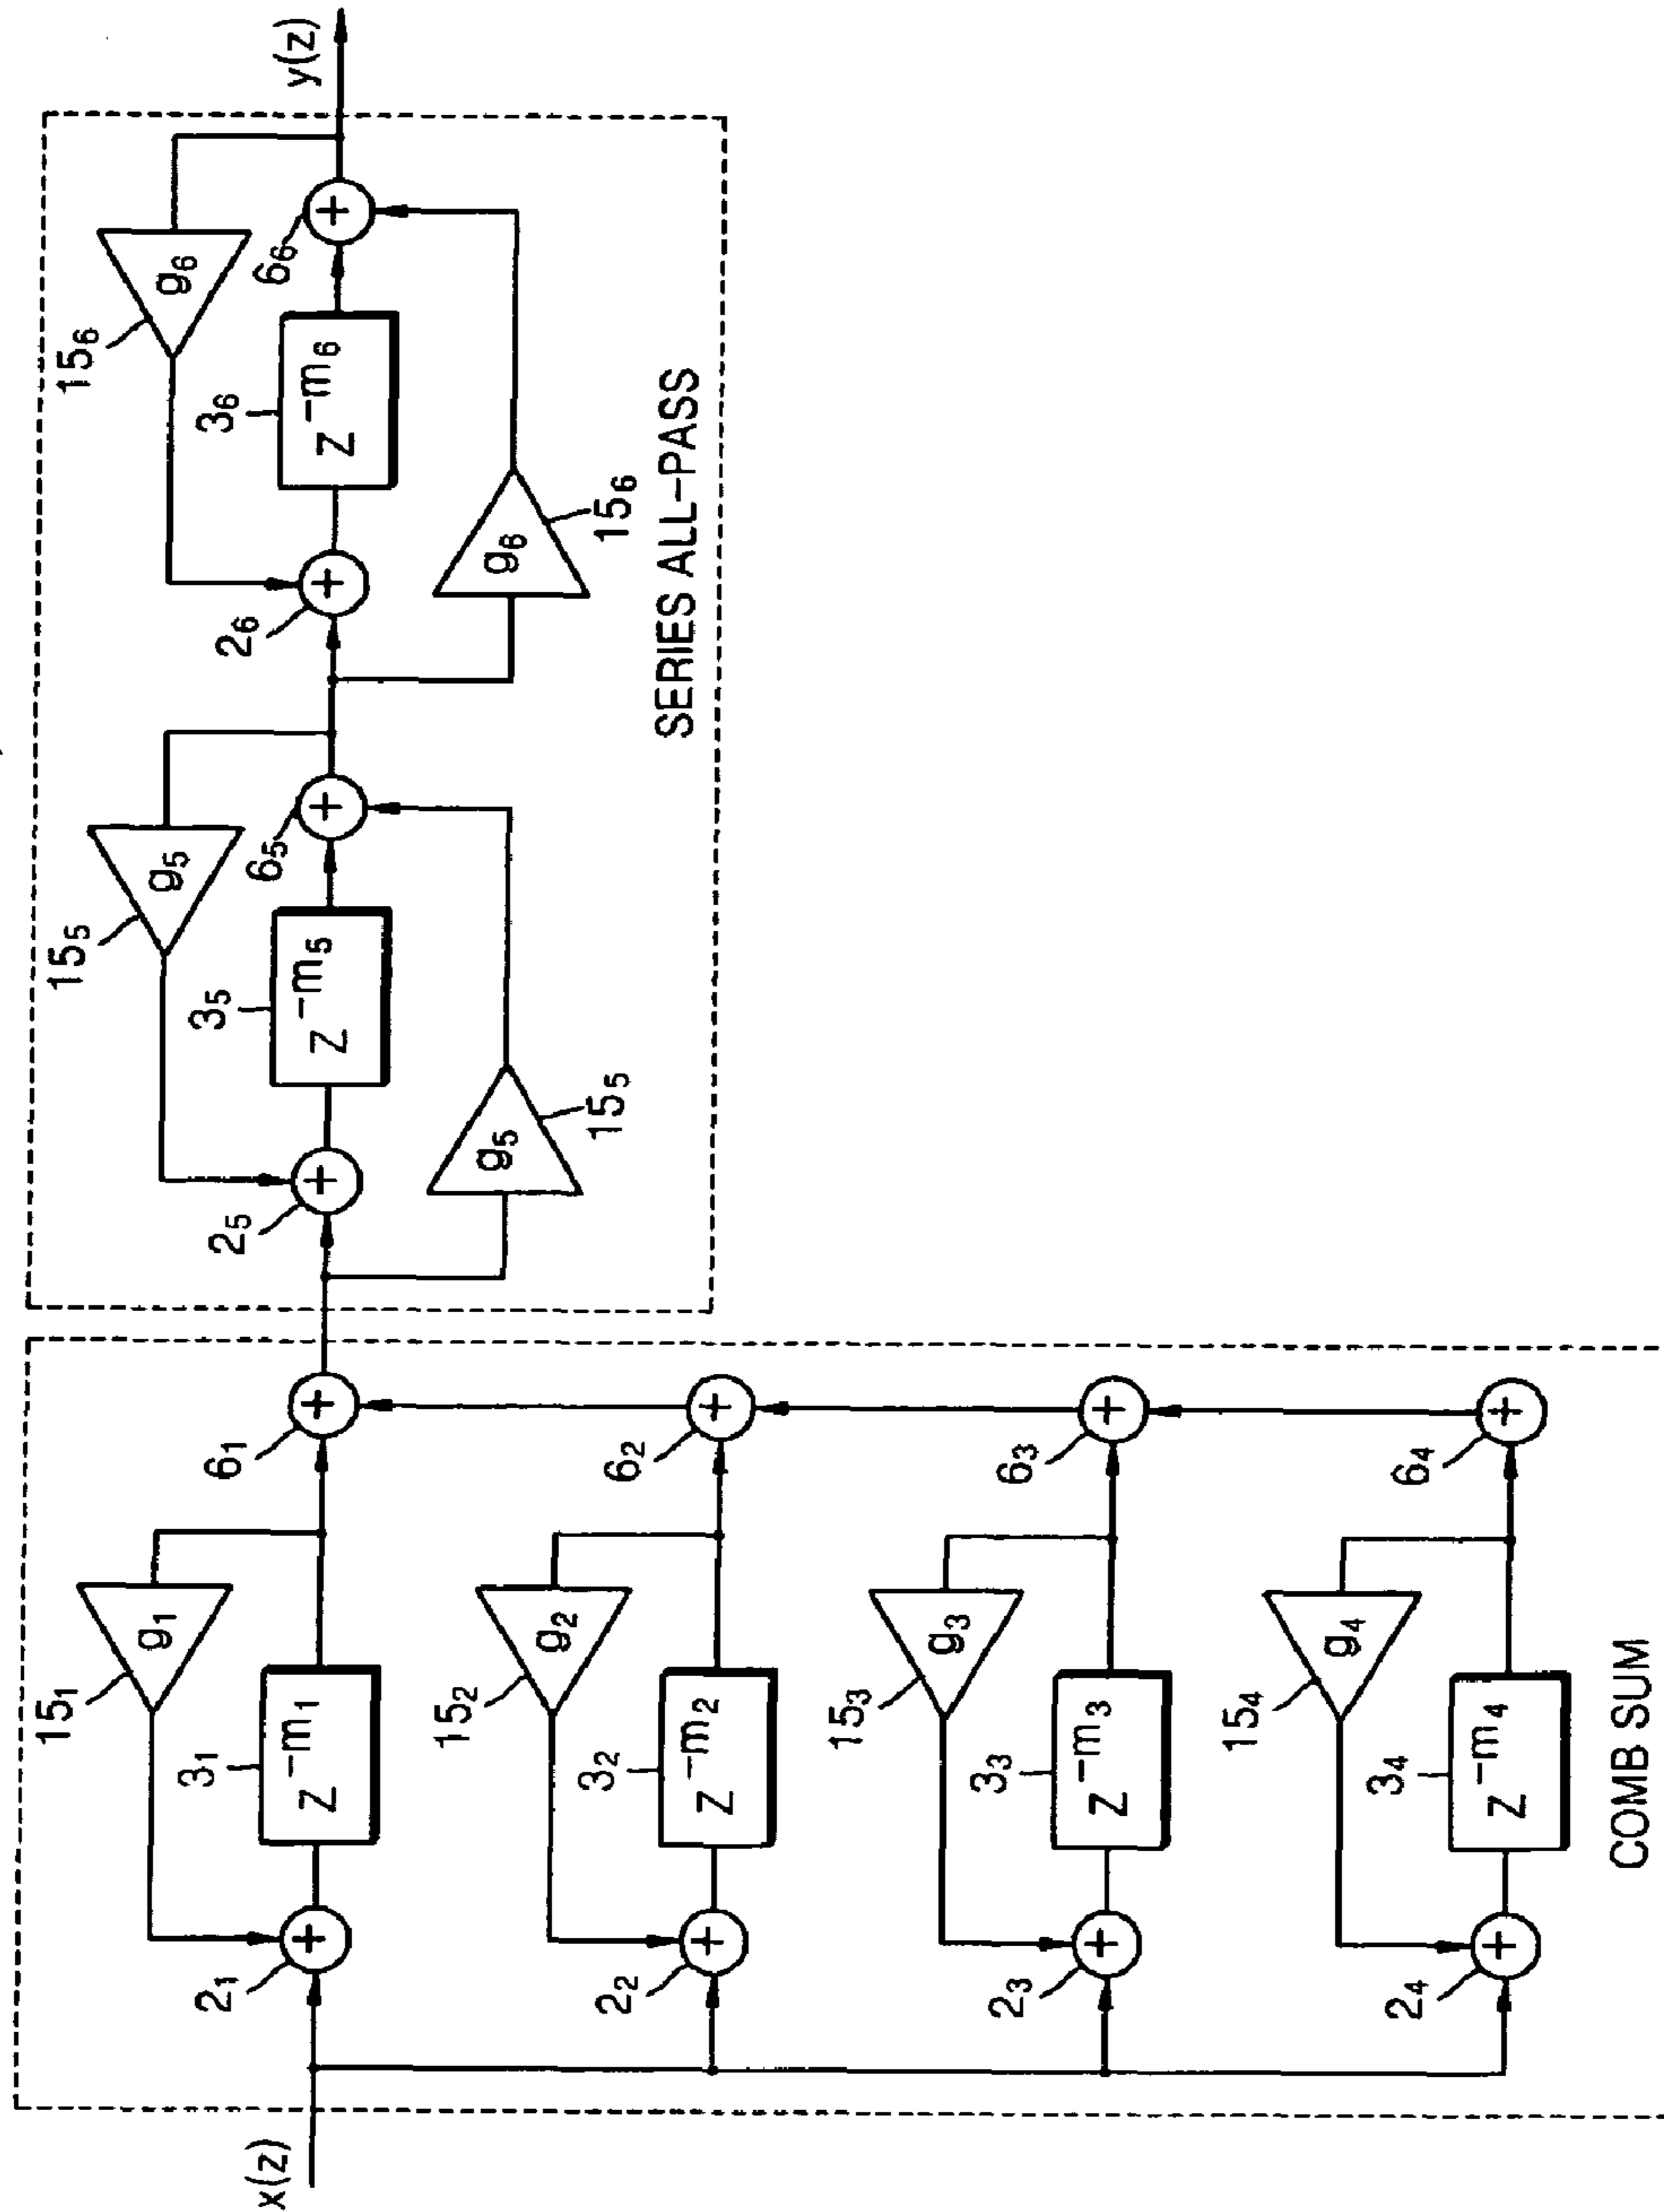 15₁
g₁
3₁
z⁻ᵐ¹
x(z)
2₁
6₁
15₂
g₂
3₂
z⁻ᵐ²
2₂
6₂
15₃
g₃
3₃
z⁻ᵐ³
2₃
6₃
15₄
g₄
3₄
z⁻ᵐ⁴
2₄
6₄
COMB SUM
15₅
g₅
3₅
z⁻ᵐ⁵
2₅
6₅
g₅
15₅
15₆
g₆
3₆
z⁻ᵐ⁶
2₆
6₆
g₆
15₆
y(z)
SERIES ALL-PASS
+
+
+
+
+
+
+
+
+
+
+
+